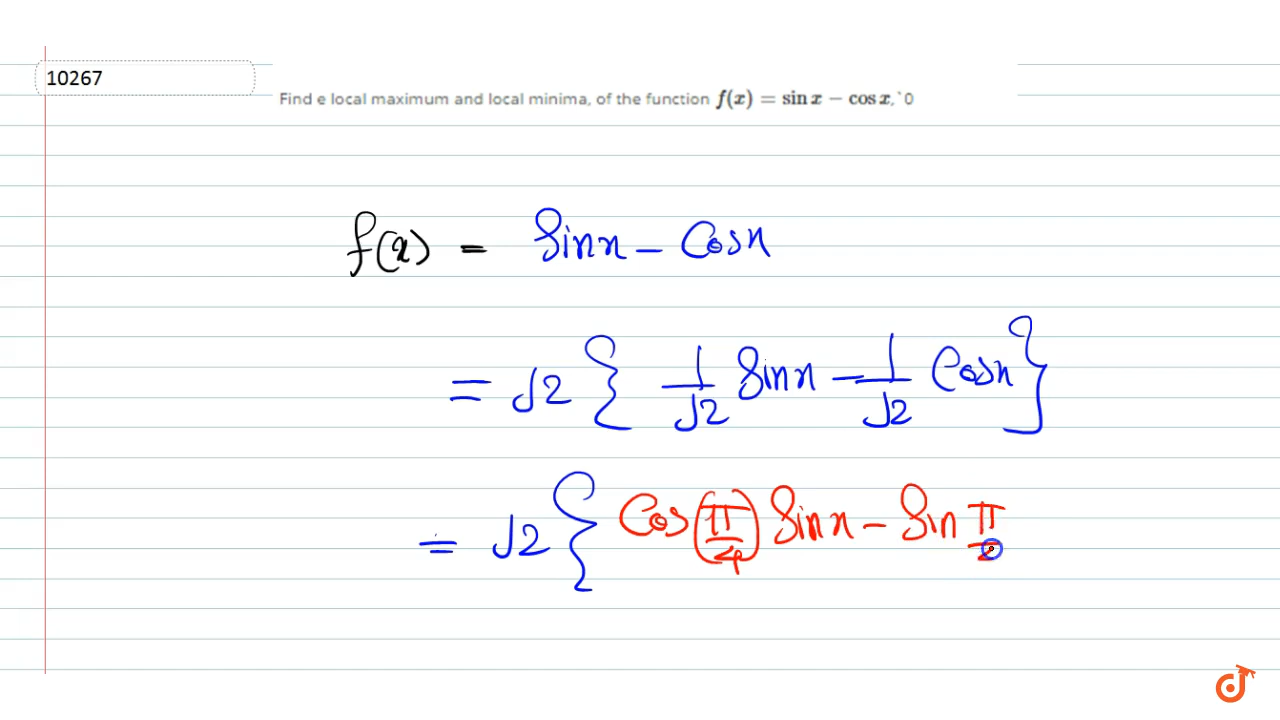 10267
Find e local maximum and local minima, of the function f(x) = sin x − cos x,`0
f(x) = Sinx − Cosx
= √2 { 1/√2 Sinx − 1/√2 Cosx }
= √2 { Cos(π/4) Sinx − Sin π/